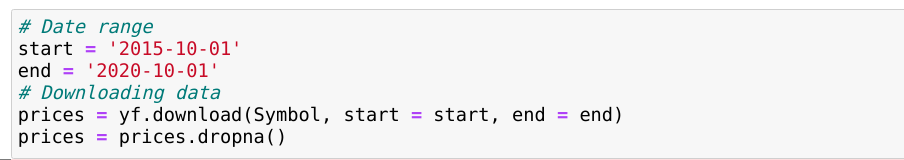 # Date range
start = '2015-10-01'
end = '2020-10-01'
# Downloading data
prices = yf.download(Symbol, start = start, end = end)
prices = prices.dropna()